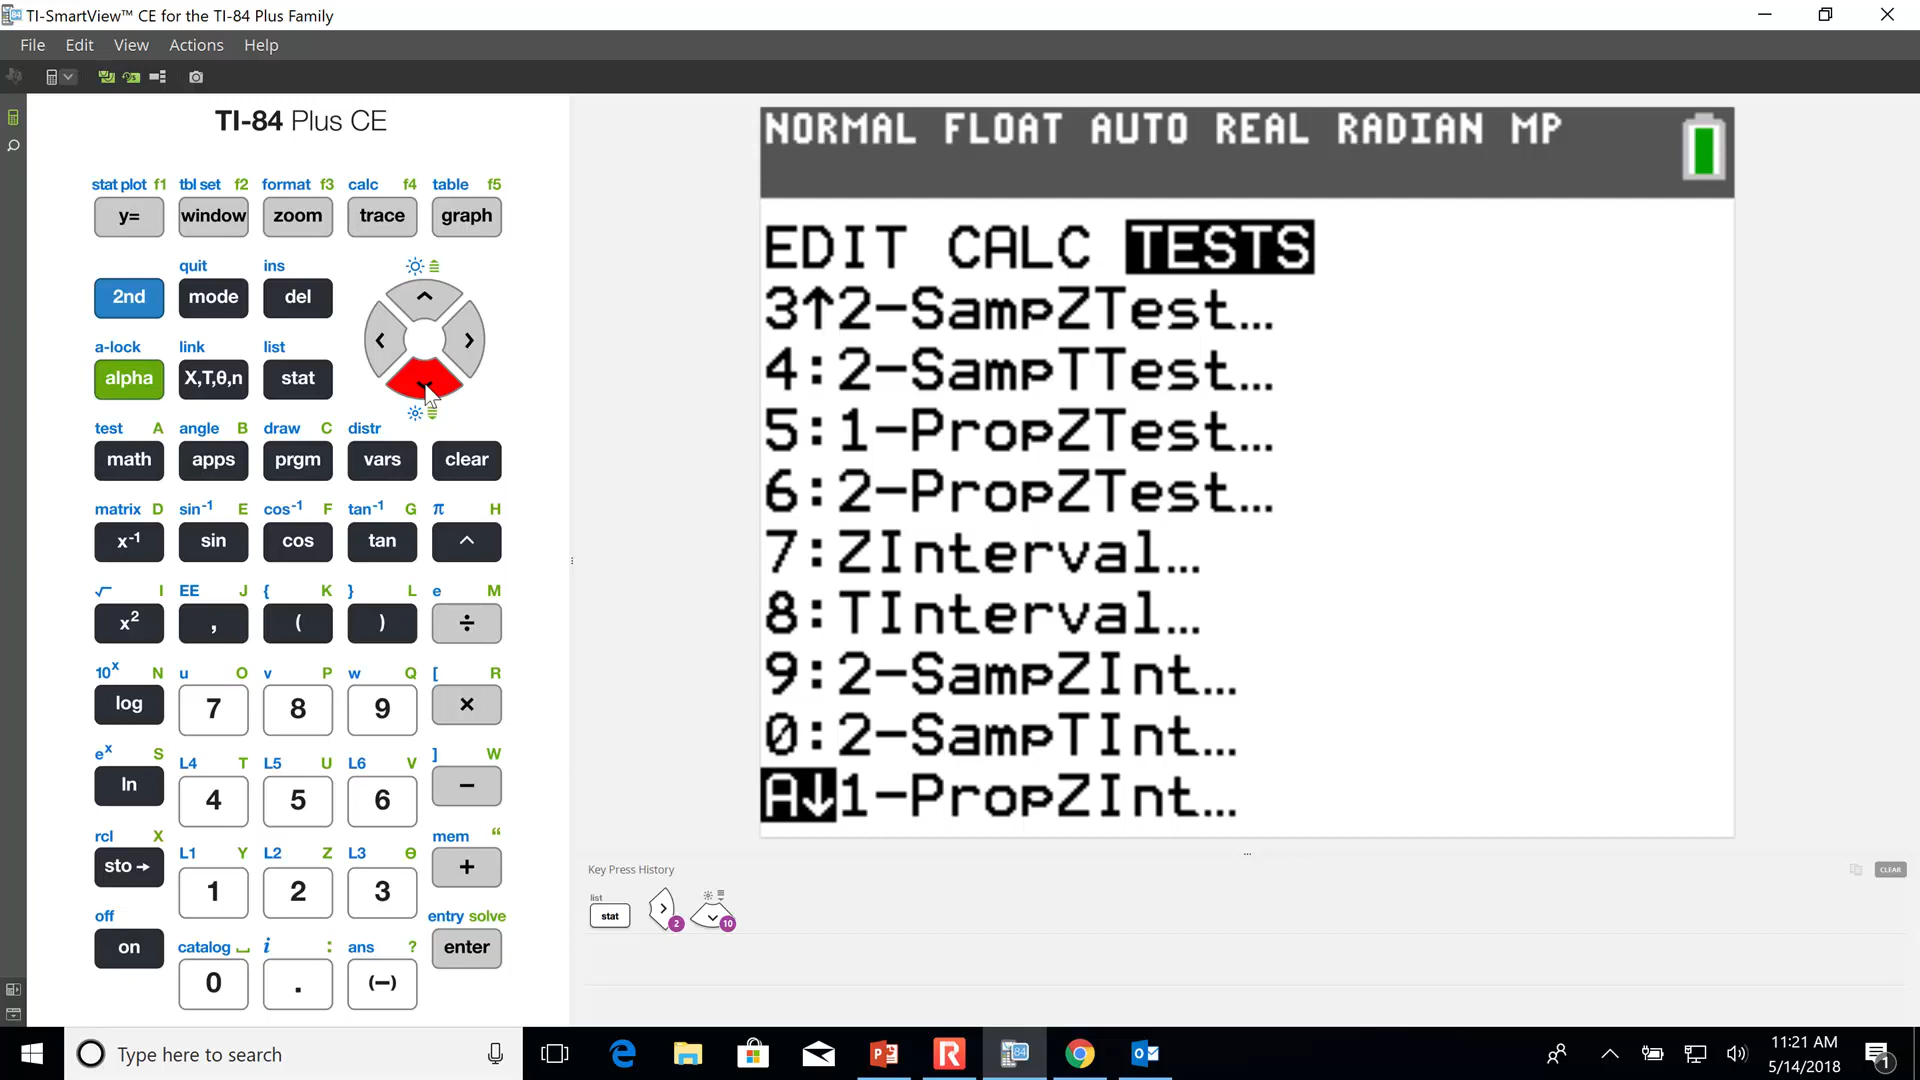 TI-SmartView™ CE for the TI-84 Plus Family
File Edit View Actions Help
TI-84 Plus CE
stat plot f1 tbl set f2 format f3 calc f4 table f5
y= window zoom trace graph
quit ins
2nd mode del
a-lock link list
alpha X,T,θ,n stat
test A angle B draw C distr
math apps prgm vars clear
matrix D sin⁻¹ E cos⁻¹ F tan⁻¹ G π H
x⁻¹ sin cos tan ^
√ I EE J { K } L e M
x² , ( ) ÷
10ˣ N u O v P w Q [ R
log 7 8 9 ×
eˣ S L4 T L5 U L6 V ] W
ln 4 5 6 −
rcl X L1 Y L2 Z L3 θ mem “
sto→ 1 2 3 +
off catalog ⎵ i : ans ? entry solve
on 0 . (−) enter
NORMAL FLOAT AUTO REAL RADIAN MP
EDIT CALC TESTS
3↑2-SampZTest…
4:2-SampTTest…
5:1-PropZTest…
6:2-PropZTest…
7:ZInterval…
8:TInterval…
9:2-SampZInt…
0:2-SampTInt…
A↓1-PropZInt…
Key Press History
CLEAR
list
stat 2 10
Type here to search
11:21 AM
5/14/2018
1